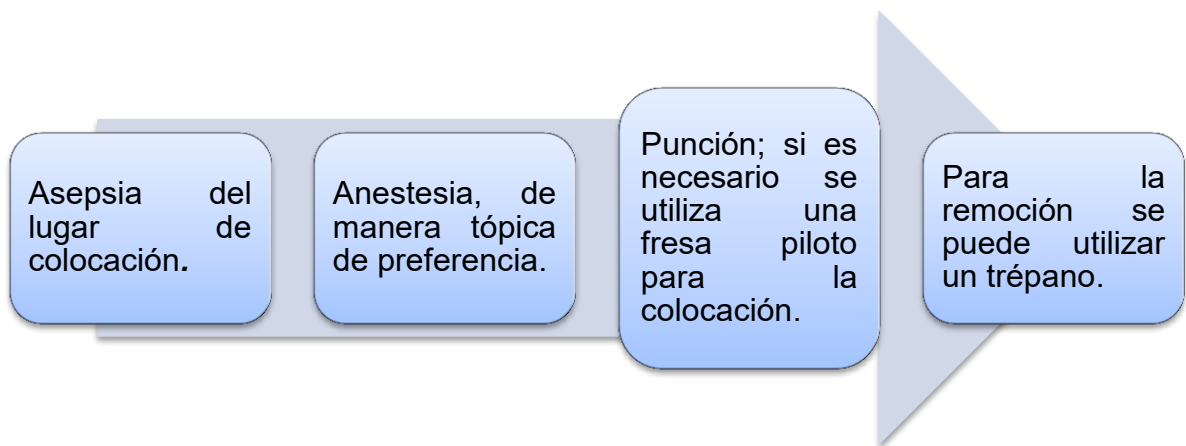 Asepsia del
lugar de
colocación.
Anestesia, de
manera tópica
de preferencia.
Punción; si es
necesario se
utiliza una
fresa piloto
para la
colocación.
Para la
remoción se
puede utilizar
un trépano.